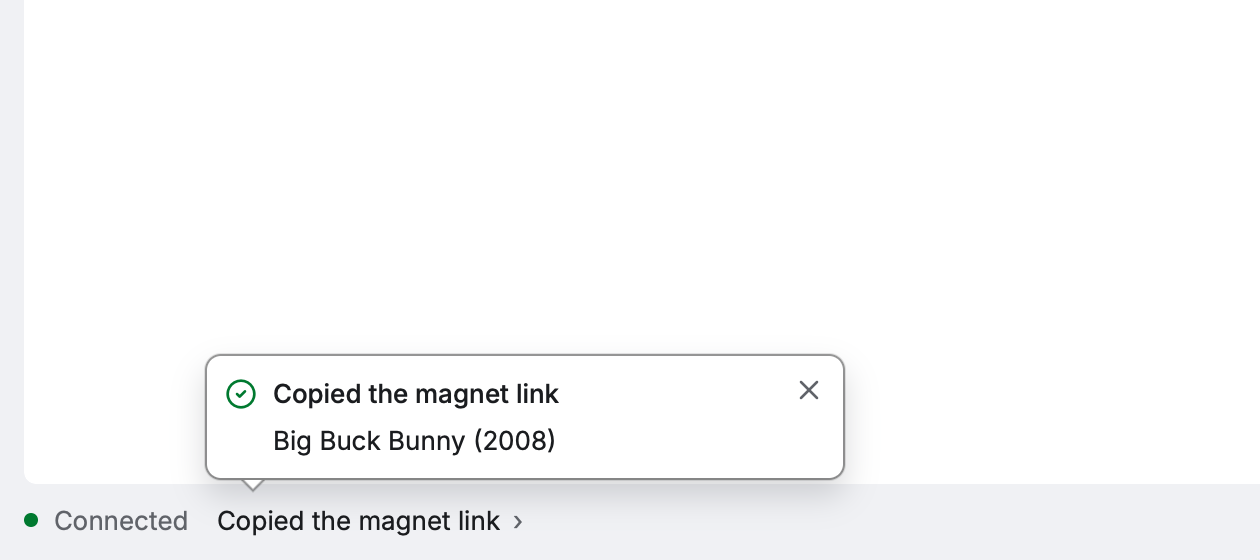 Copied the magnet link
Big Buck Bunny (2008)
Connected Copied the magnet link ›